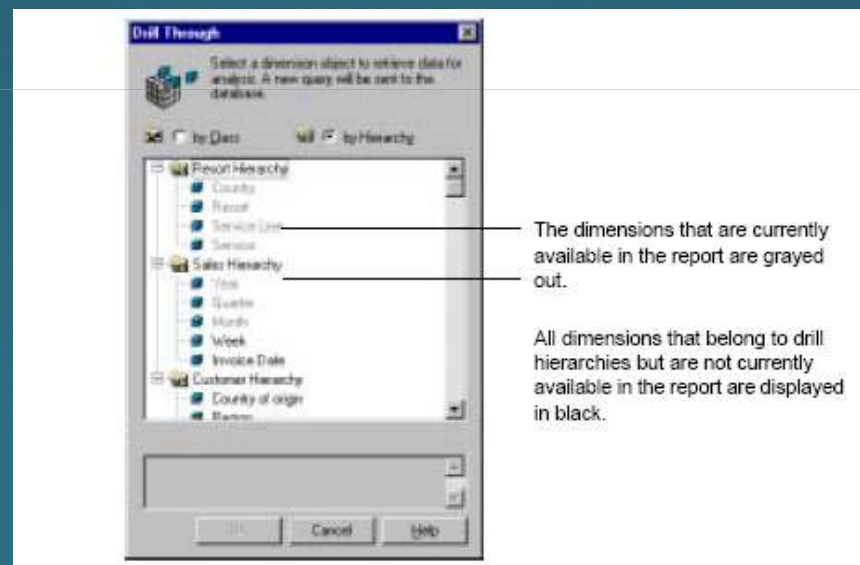 Drill Through
Select a dimension object to retrieve data for
analysis. A new query will be sent to the
database.
by Class by Hierarchy
Resort Hierarchy
Country
Resort
Service Line
Service
Sales Hierarchy
Year
Quarter
Month
Week
Invoice Date
Customer Hierarchy
Country of origin
Region
The dimensions that are currently
available in the report are grayed
out.
All dimensions that belong to drill
hierarchies but are not currently
available in the report are displayed
in black.
Cancel Help